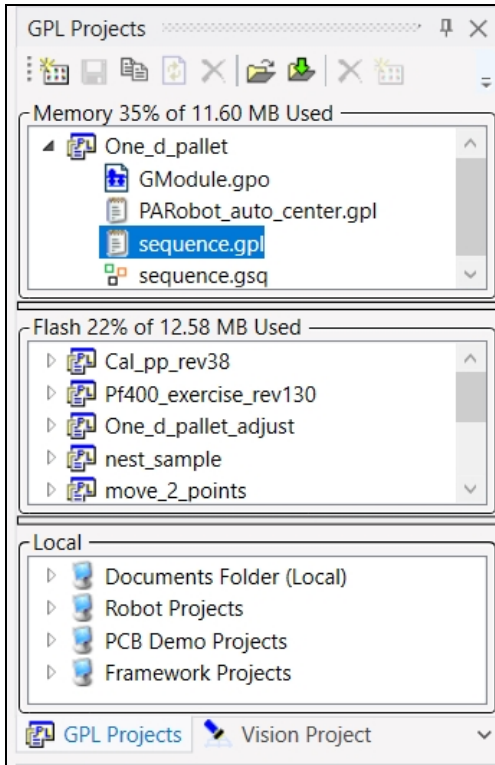 GPL Projects
Memory 35% of 11.60 MB Used
One_d_pallet
GModule.gpo
PARobot_auto_center.gpl
sequence.gpl
sequence.gsq
Flash 22% of 12.58 MB Used
Cal_pp_rev38
Pf400_exercise_rev130
One_d_pallet_adjust
nest_sample
move_2_points
Local
Documents Folder (Local)
Robot Projects
PCB Demo Projects
Framework Projects
GPL Projects Vision Project